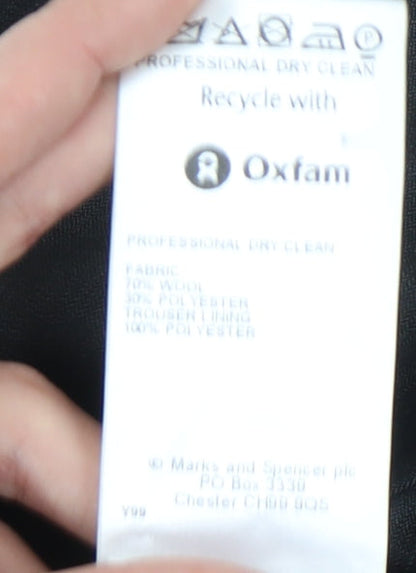 P
PROFESSIONAL DRY CLEAN
Recycle with
Oxfam
PROFESSIONAL DRY CLEAN
FABRIC
70% WOOL
30% POLYESTER
TROUSER LINING
100% POLYESTER
© Marks and Spencer plc
PO Box 3339
Chester CH99 9QS
Y99